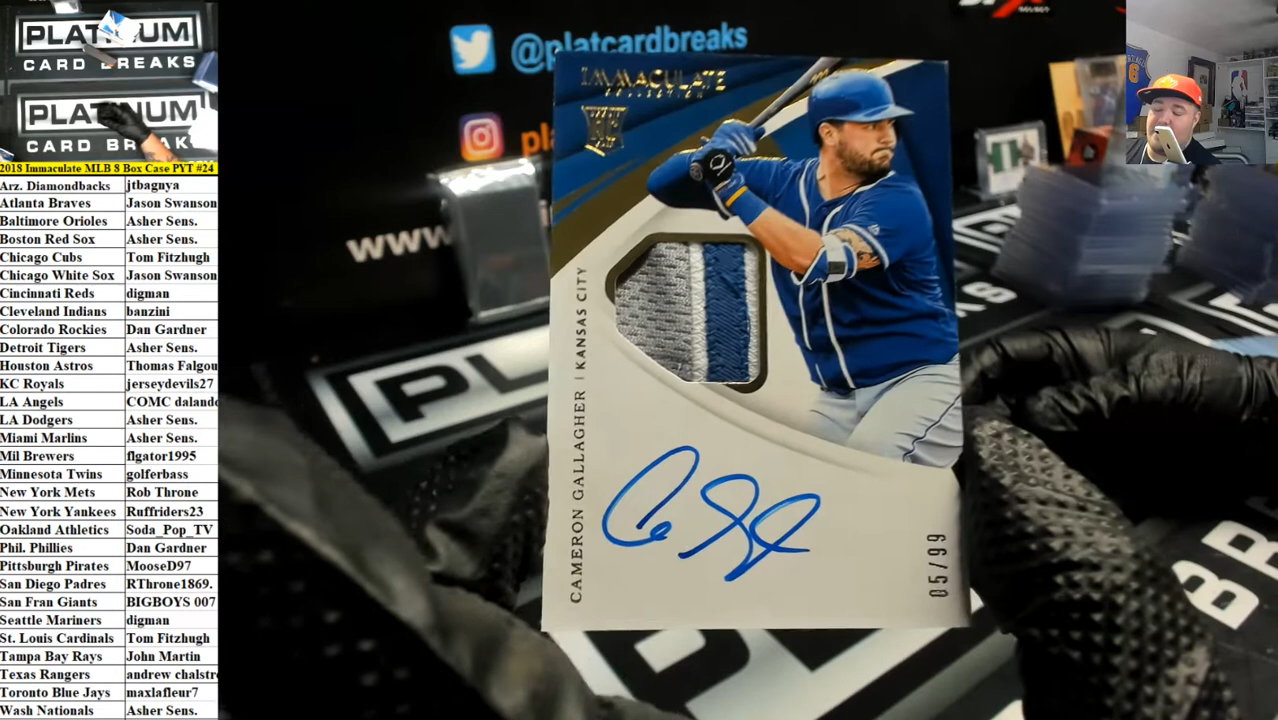 PLATINUM
CARD BREAKS
PLATINUM
CARD BREAK
2018 Immaculate MLB 8 Box Case PYT #24
Arz. Diamondbacks jtbagnya
Atlanta Braves Jason Swanson
Baltimore Orioles Asher Sens.
Boston Red Sox Asher Sens.
Chicago Cubs Tom Fitzhugh
Chicago White Sox Jason Swanson
Cincinnati Reds digman
Cleveland Indians banzini
Colorado Rockies Dan Gardner
Detroit Tigers Asher Sens.
Houston Astros Thomas Falgou
KC Royals jerseydevils27
LA Angels COMC daland
LA Dodgers Asher Sens.
Miami Marlins Asher Sens.
Mil Brewers flgator1995
Minnesota Twins golferbass
New York Mets Rob Throne
New York Yankees Ruffriders23
Oakland Athletics Soda_Pop_TV
Phil. Phillies Dan Gardner
Pittsburgh Pirates MooseD97
San Diego Padres RThrone1869.
San Fran Giants BIGBOYS 007
Seattle Mariners digman
St. Louis Cardinals Tom Fitzhugh
Tampa Bay Rays John Martin
Texas Rangers andrew chalstr
Toronto Blue Jays maxlafleur7
Wash Nationals Asher Sens.
@platcardbreaks
pla
www
IMMACULATE
COLLECTION
CAMERON GALLAGHER | KANSAS CITY
05/99
PL